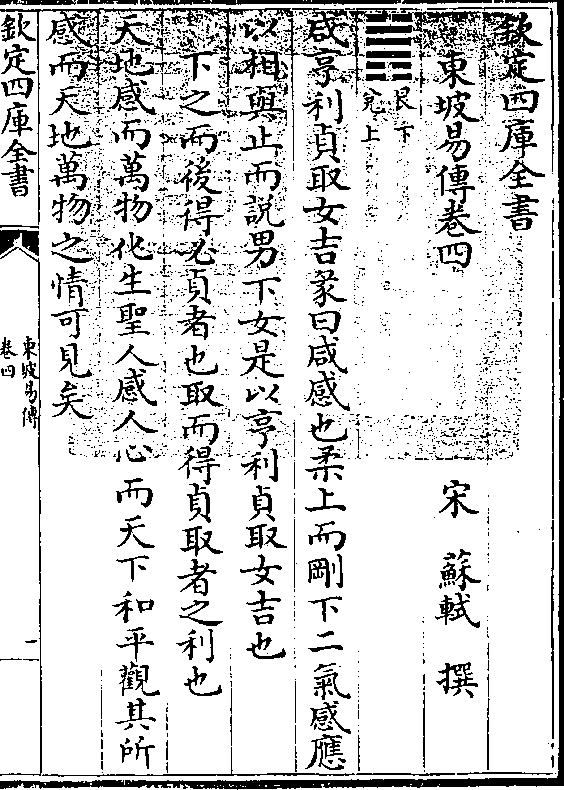 欽定四庫全書
東坡易傳卷四
宋 蘇軾 撰
艮下
兌上
咸亨利貞取女吉彖曰咸感也柔上而剛下二氣感應
以相與止而說男下女是以亨利貞取女吉也
下之而後得必貞者也取而得貞取者之利也
天地感而萬物化生聖人感人心而天下和平觀其所
感而天地萬物之情可見矣
欽定四庫全書
東坡易傳
卷四
一